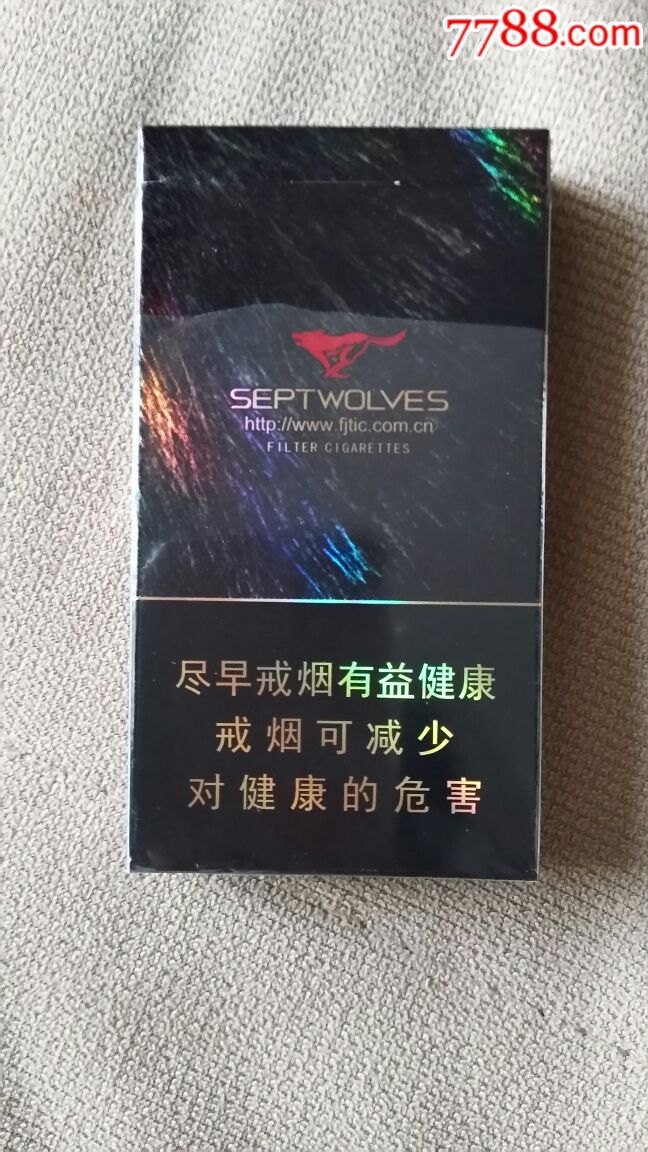 7788.com
SEPTWOLVES
http://www.fjtic.com.cn
FILTER CIGARETTES
尽早戒烟有益健康
戒烟可减少
对健康的危害